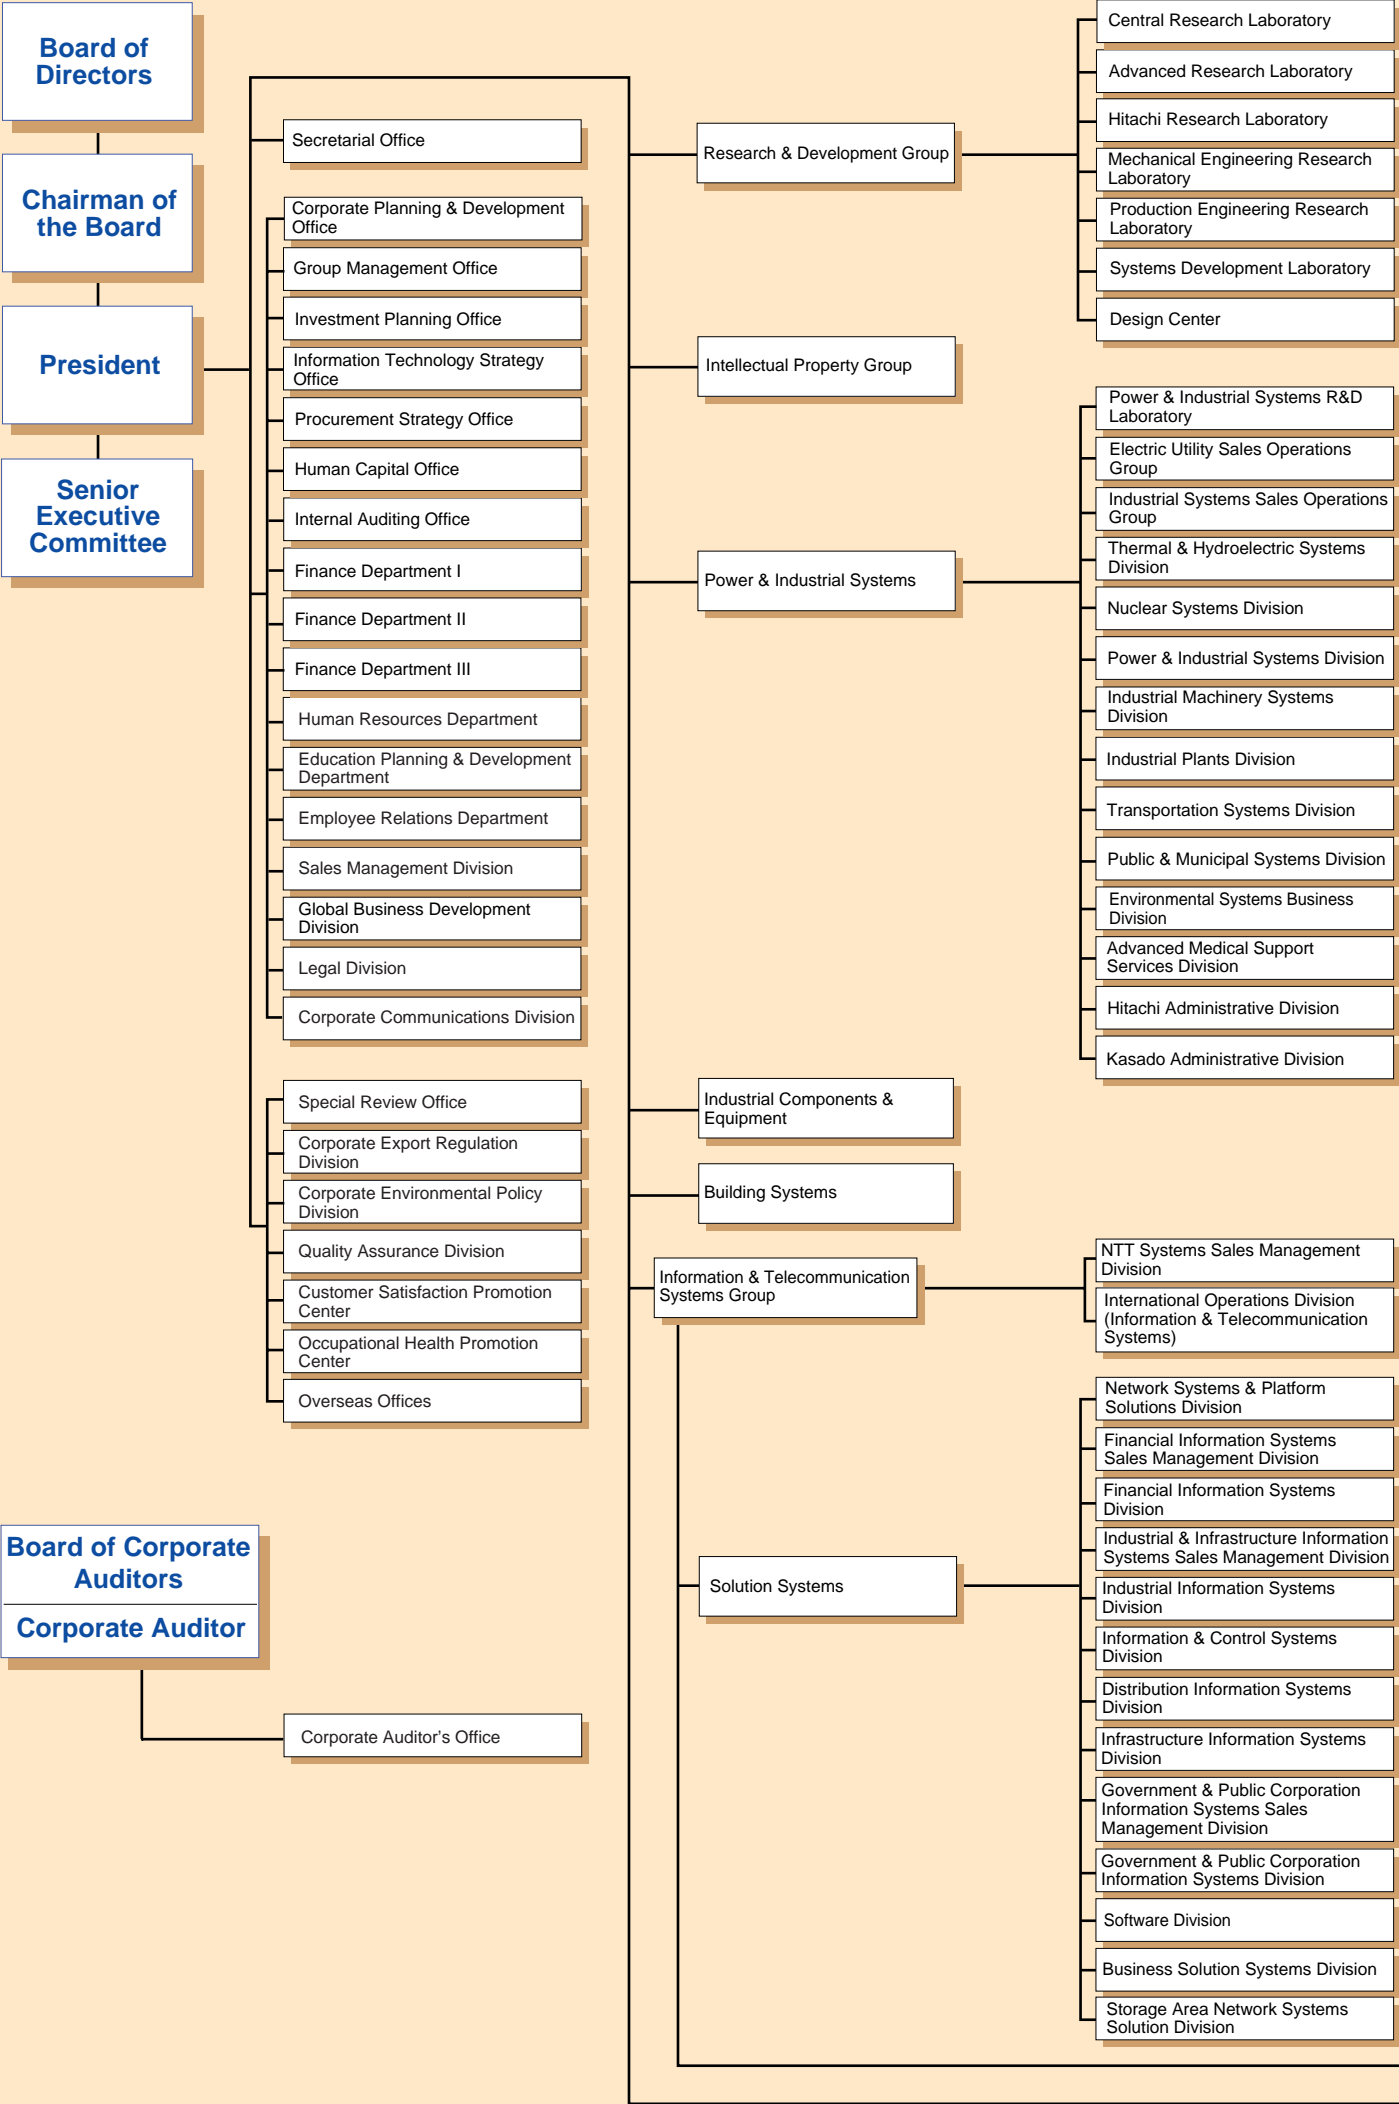 Board of
Directors
Chairman of
the Board
President
Senior
Executive
Committee
Board of Corporate
Auditors
Corporate Auditor
Secretarial Office
Corporate Planning & Development
Office
Group Management Office
Investment Planning Office
Information Technology Strategy
Office
Procurement Strategy Office
Human Capital Office
Internal Auditing Office
Finance Department I
Finance Department II
Finance Department III
Human Resources Department
Education Planning & Development
Department
Employee Relations Department
Sales Management Division
Global Business Development
Division
Legal Division
Corporate Communications Division
Special Review Office
Corporate Export Regulation
Division
Corporate Environmental Policy
Division
Quality Assurance Division
Customer Satisfaction Promotion
Center
Occupational Health Promotion
Center
Overseas Offices
Corporate Auditor's Office
Research & Development Group
Intellectual Property Group
Power & Industrial Systems
Industrial Components &
Equipment
Building Systems
Information & Telecommunication
Systems Group
Solution Systems
Central Research Laboratory
Advanced Research Laboratory
Hitachi Research Laboratory
Mechanical Engineering Research
Laboratory
Production Engineering Research
Laboratory
Systems Development Laboratory
Design Center
Power & Industrial Systems R&D
Laboratory
Electric Utility Sales Operations
Group
Industrial Systems Sales Operations
Group
Thermal & Hydroelectric Systems
Division
Nuclear Systems Division
Power & Industrial Systems Division
Industrial Machinery Systems
Division
Industrial Plants Division
Transportation Systems Division
Public & Municipal Systems Division
Environmental Systems Business
Division
Advanced Medical Support
Services Division
Hitachi Administrative Division
Kasado Administrative Division
NTT Systems Sales Management
Division
International Operations Division
(Information & Telecommunication
Systems)
Network Systems & Platform
Solutions Division
Financial Information Systems
Sales Management Division
Financial Information Systems
Division
Industrial & Infrastructure Information
Systems Sales Management Division
Industrial Information Systems
Division
Information & Control Systems
Division
Distribution Information Systems
Division
Infrastructure Information Systems
Division
Government & Public Corporation
Information Systems Sales
Management Division
Government & Public Corporation
Information Systems Division
Software Division
Business Solution Systems Division
Storage Area Network Systems
Solution Division